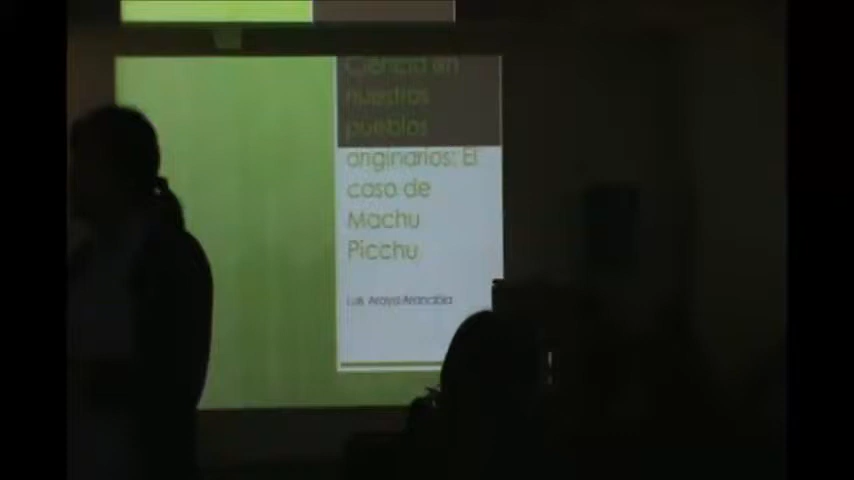 Ciencia en
nuestros
pueblos
originarios: El
caso de
Machu
Picchu
Luis Araya Arancibia